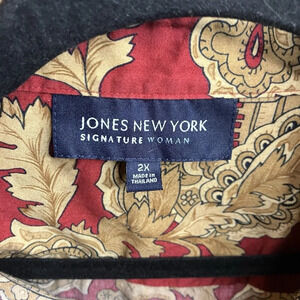 JONES NEW YORK
SIGNATURE WOMAN
2X
MADE IN
THAILAND